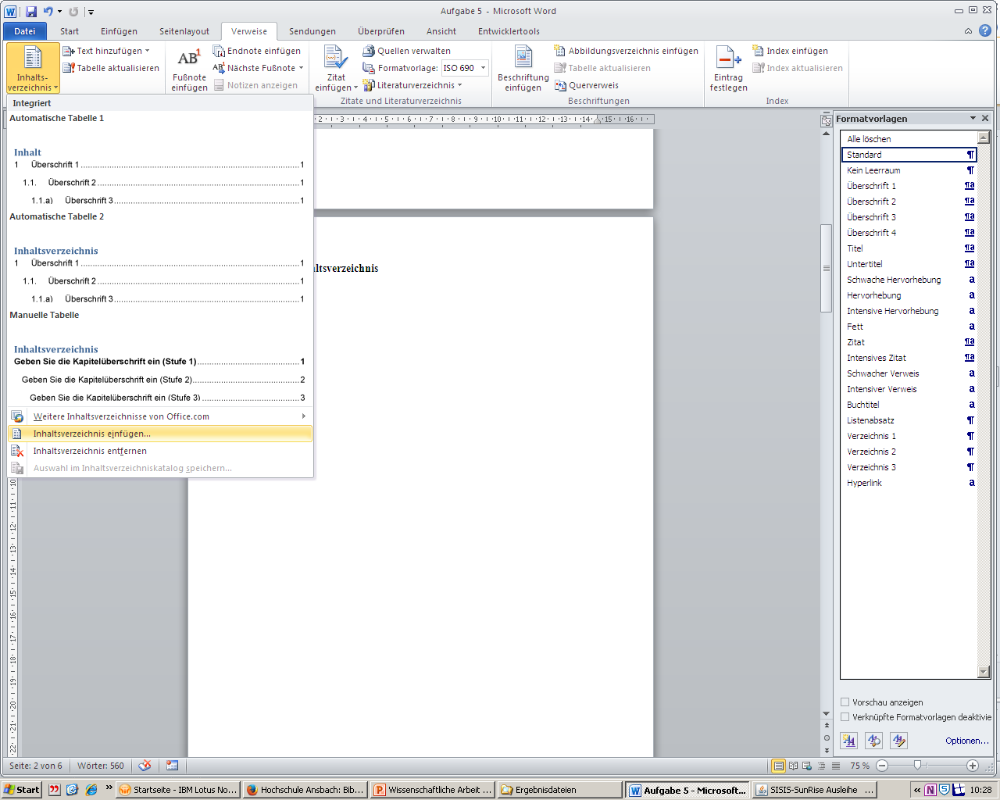 Aufgabe 5 - Microsoft Word
Datei Start Einfügen Seitenlayout Verweise Sendungen Überprüfen Ansicht Entwicklertools
Inhalts-
verzeichnis
Text hinzufügen
Tabelle aktualisieren
AB1
Fußnote
einfügen
Endnote einfügen
AB1 Nächste Fußnote
Notizen anzeigen
Zitat
einfügen
Quellen verwalten
Formatvorlage: ISO 690
Literaturverzeichnis
Zitate und Literaturverzeichnis
Beschriftung
einfügen
Abbildungsverzeichnis einfügen
Tabelle aktualisieren
Querverweis
Beschriftungen
Eintrag
festlegen
Index einfügen
Index aktualisieren
Index
Integriert
Automatische Tabelle 1
Inhalt
1 Überschrift 1 1
1.1. Überschrift 2 1
1.1.a) Überschrift 3 1
Automatische Tabelle 2
Inhaltsverzeichnis
1 Überschrift 1 1
1.1. Überschrift 2 1
1.1.a) Überschrift 3 1
Manuelle Tabelle
Inhaltsverzeichnis
Geben Sie die Kapitelüberschrift ein (Stufe 1) 1
Geben Sie die Kapitelüberschrift ein (Stufe 2) 2
Geben Sie die Kapitelüberschrift ein (Stufe 3) 3
Weitere Inhaltsverzeichnisse von Office.com
Inhaltsverzeichnis einfügen...
Inhaltsverzeichnis entfernen
Auswahl im Inhaltsverzeichniskatalog speichern...
2 3 4 5 6 7 8 9 10 11 12 13 14 15 16
ltsverzeichnis
10
11
12
13
14
15
16
17
18
19
20
21
22
Formatvorlagen
Alle löschen
Standard
Kein Leerraum
Überschrift 1
Überschrift 2
Überschrift 3
Überschrift 4
Titel
Untertitel
Schwache Hervorhebung
Hervorhebung
Intensive Hervorhebung
Fett
Zitat
Intensives Zitat
Schwacher Verweis
Intensiver Verweis
Buchtitel
Listenabsatz
Verzeichnis 1
Verzeichnis 2
Verzeichnis 3
Hyperlink
Vorschau anzeigen
Verknüpfte Formatvorlagen deaktivie
Optionen...
Seite: 2 von 6 Wörter: 560 75 %
Start Startseite - IBM Lotus No... Hochschule Ansbach: Bib... Wissenschaftliche Arbeit ... Ergebnisdateien Aufgabe 5 - Microsoft... SISIS-SunRise Ausleihe ... 10:28